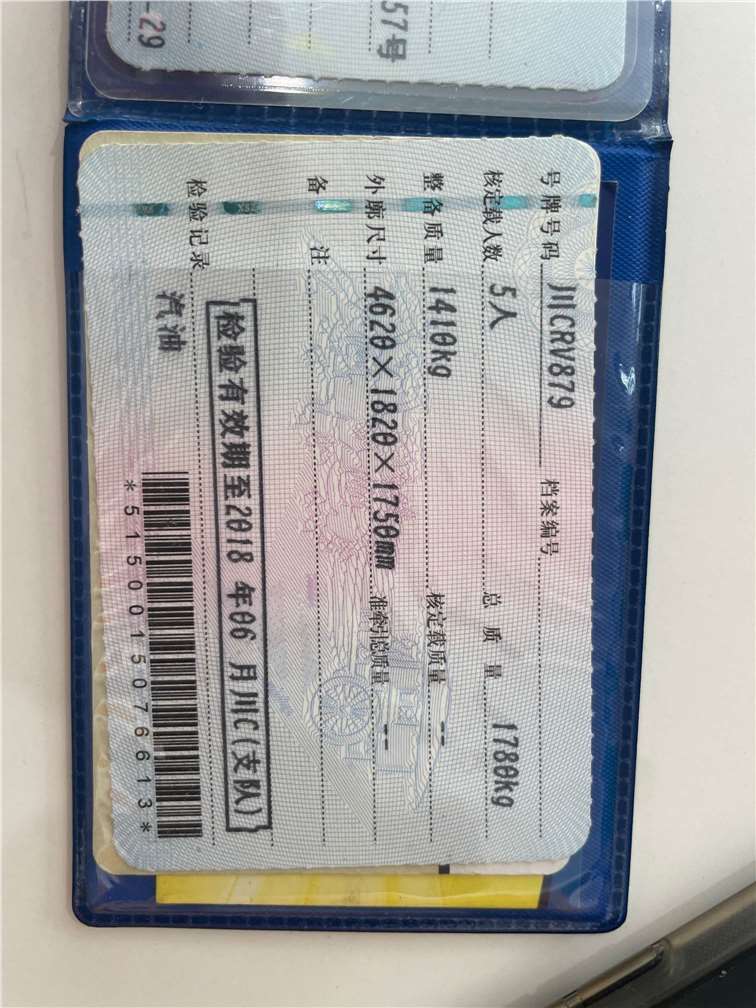 57号
-29
号牌号码 川CRV879 档案编号
核定载人数 5人 总质量 1780kg
整备质量 1410kg 核定载质量 --
外廓尺寸 4620×1820×1750mm 准牵引总质量 --
备注
检验有效期至2018年06月川C(支队)
检验记录
汽油
*5150015076613*